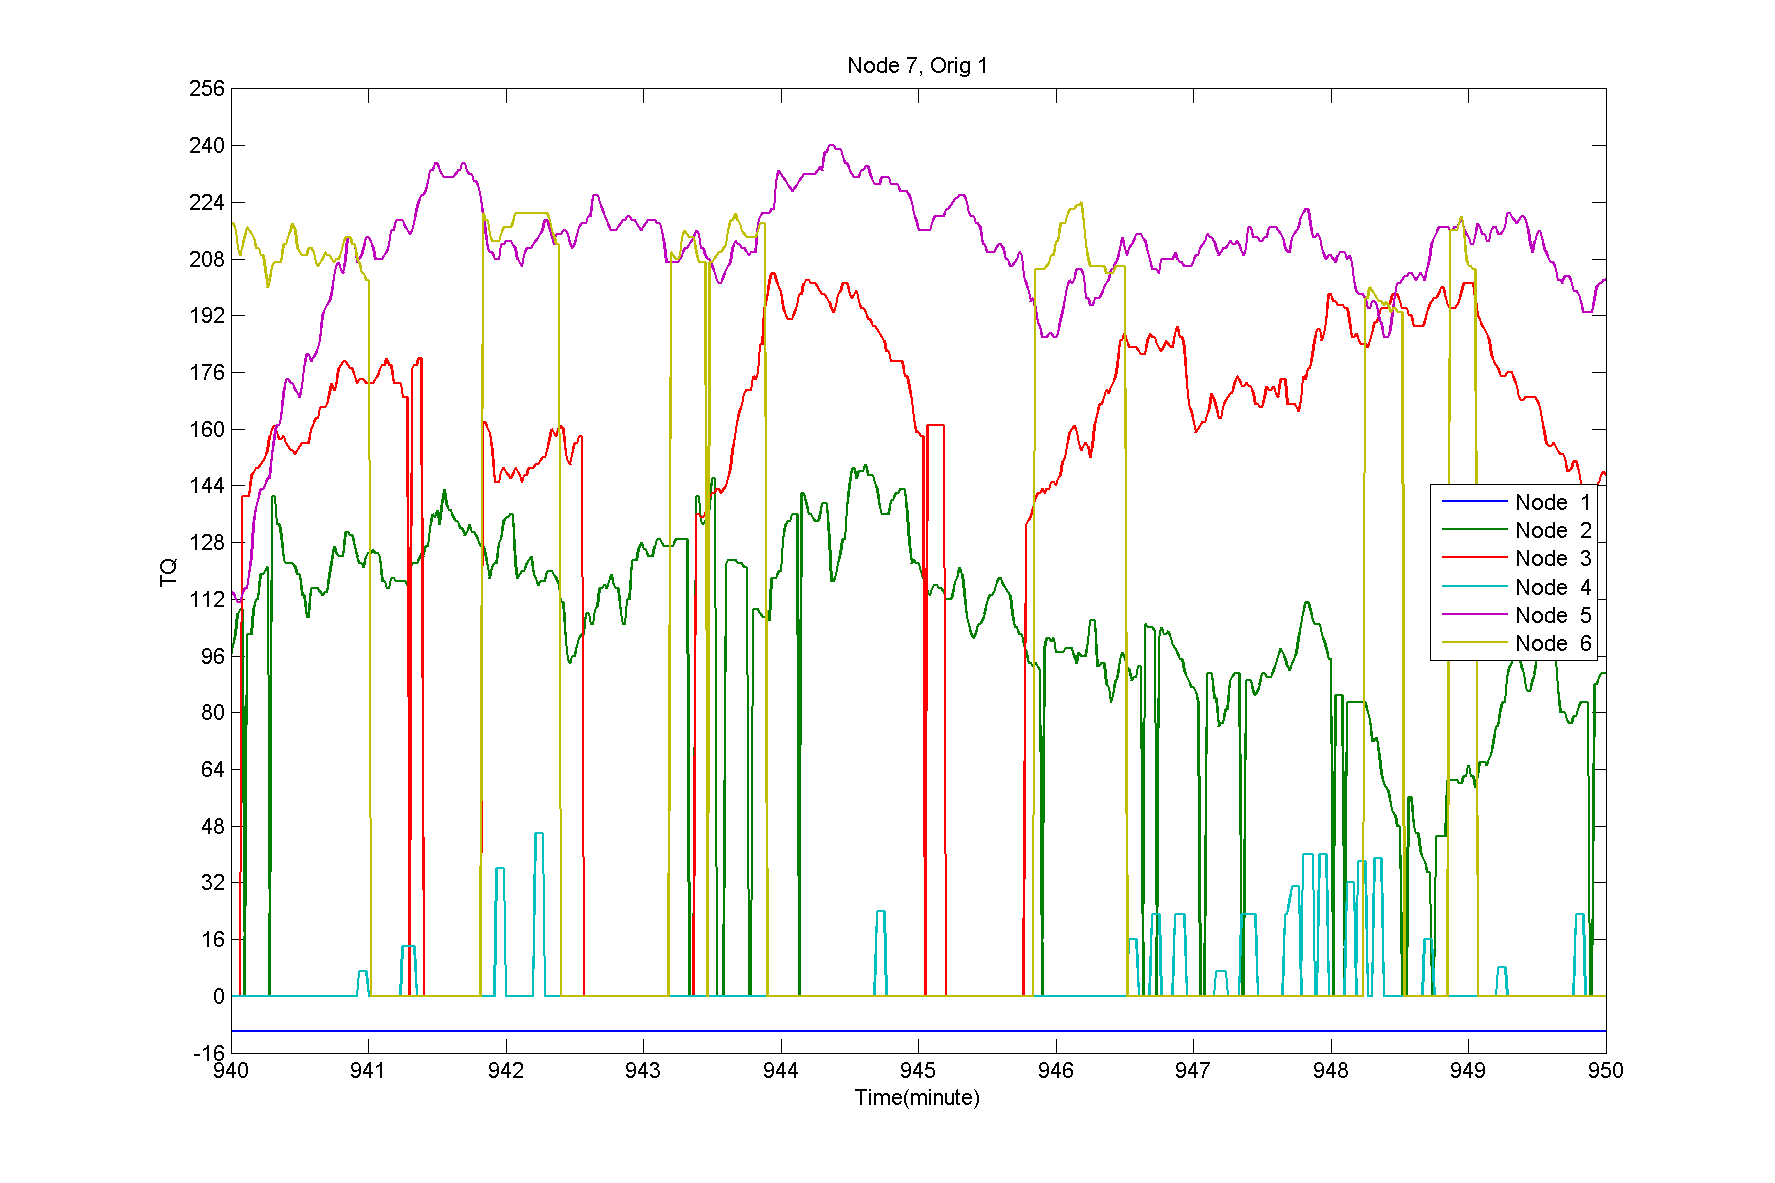 Node 7, Orig 1
256
240
224
208
192
176
160
144
128
112
96
80
64
48
32
16
0
-16
TQ
940 941 942 943 944 945 946 947 948 949 950
Time(minute)
Node 1
Node 2
Node 3
Node 4
Node 5
Node 6